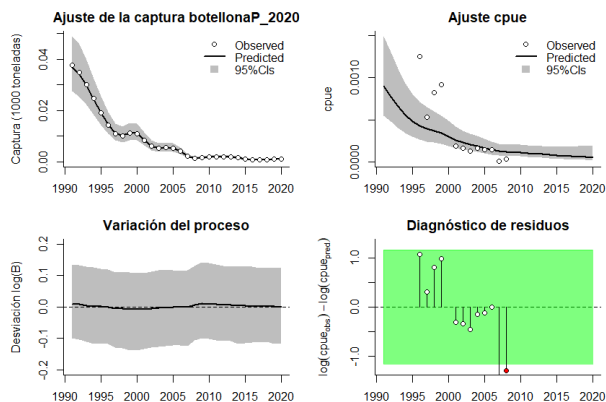 Ajuste de la captura botellonaP_2020
Captura (1000 toneladas)
0.00 0.02 0.04
Observed
Predicted
95%CIs
1990 1995 2000 2005 2010 2015 2020
Ajuste cpue
cpue
0.0000 0.0010
Observed
Predicted
95%CIs
1990 1995 2000 2005 2010 2015 2020
Variación del proceso
Desviación log(B)
-0.2 -0.1 0.0 0.1 0.2
1990 1995 2000 2005 2010 2015 2020
Diagnóstico de residuos
log(cpue_obs) − log(cpue_pred)
-1.0 0.0 1.0
1990 1995 2000 2005 2010 2015 2020